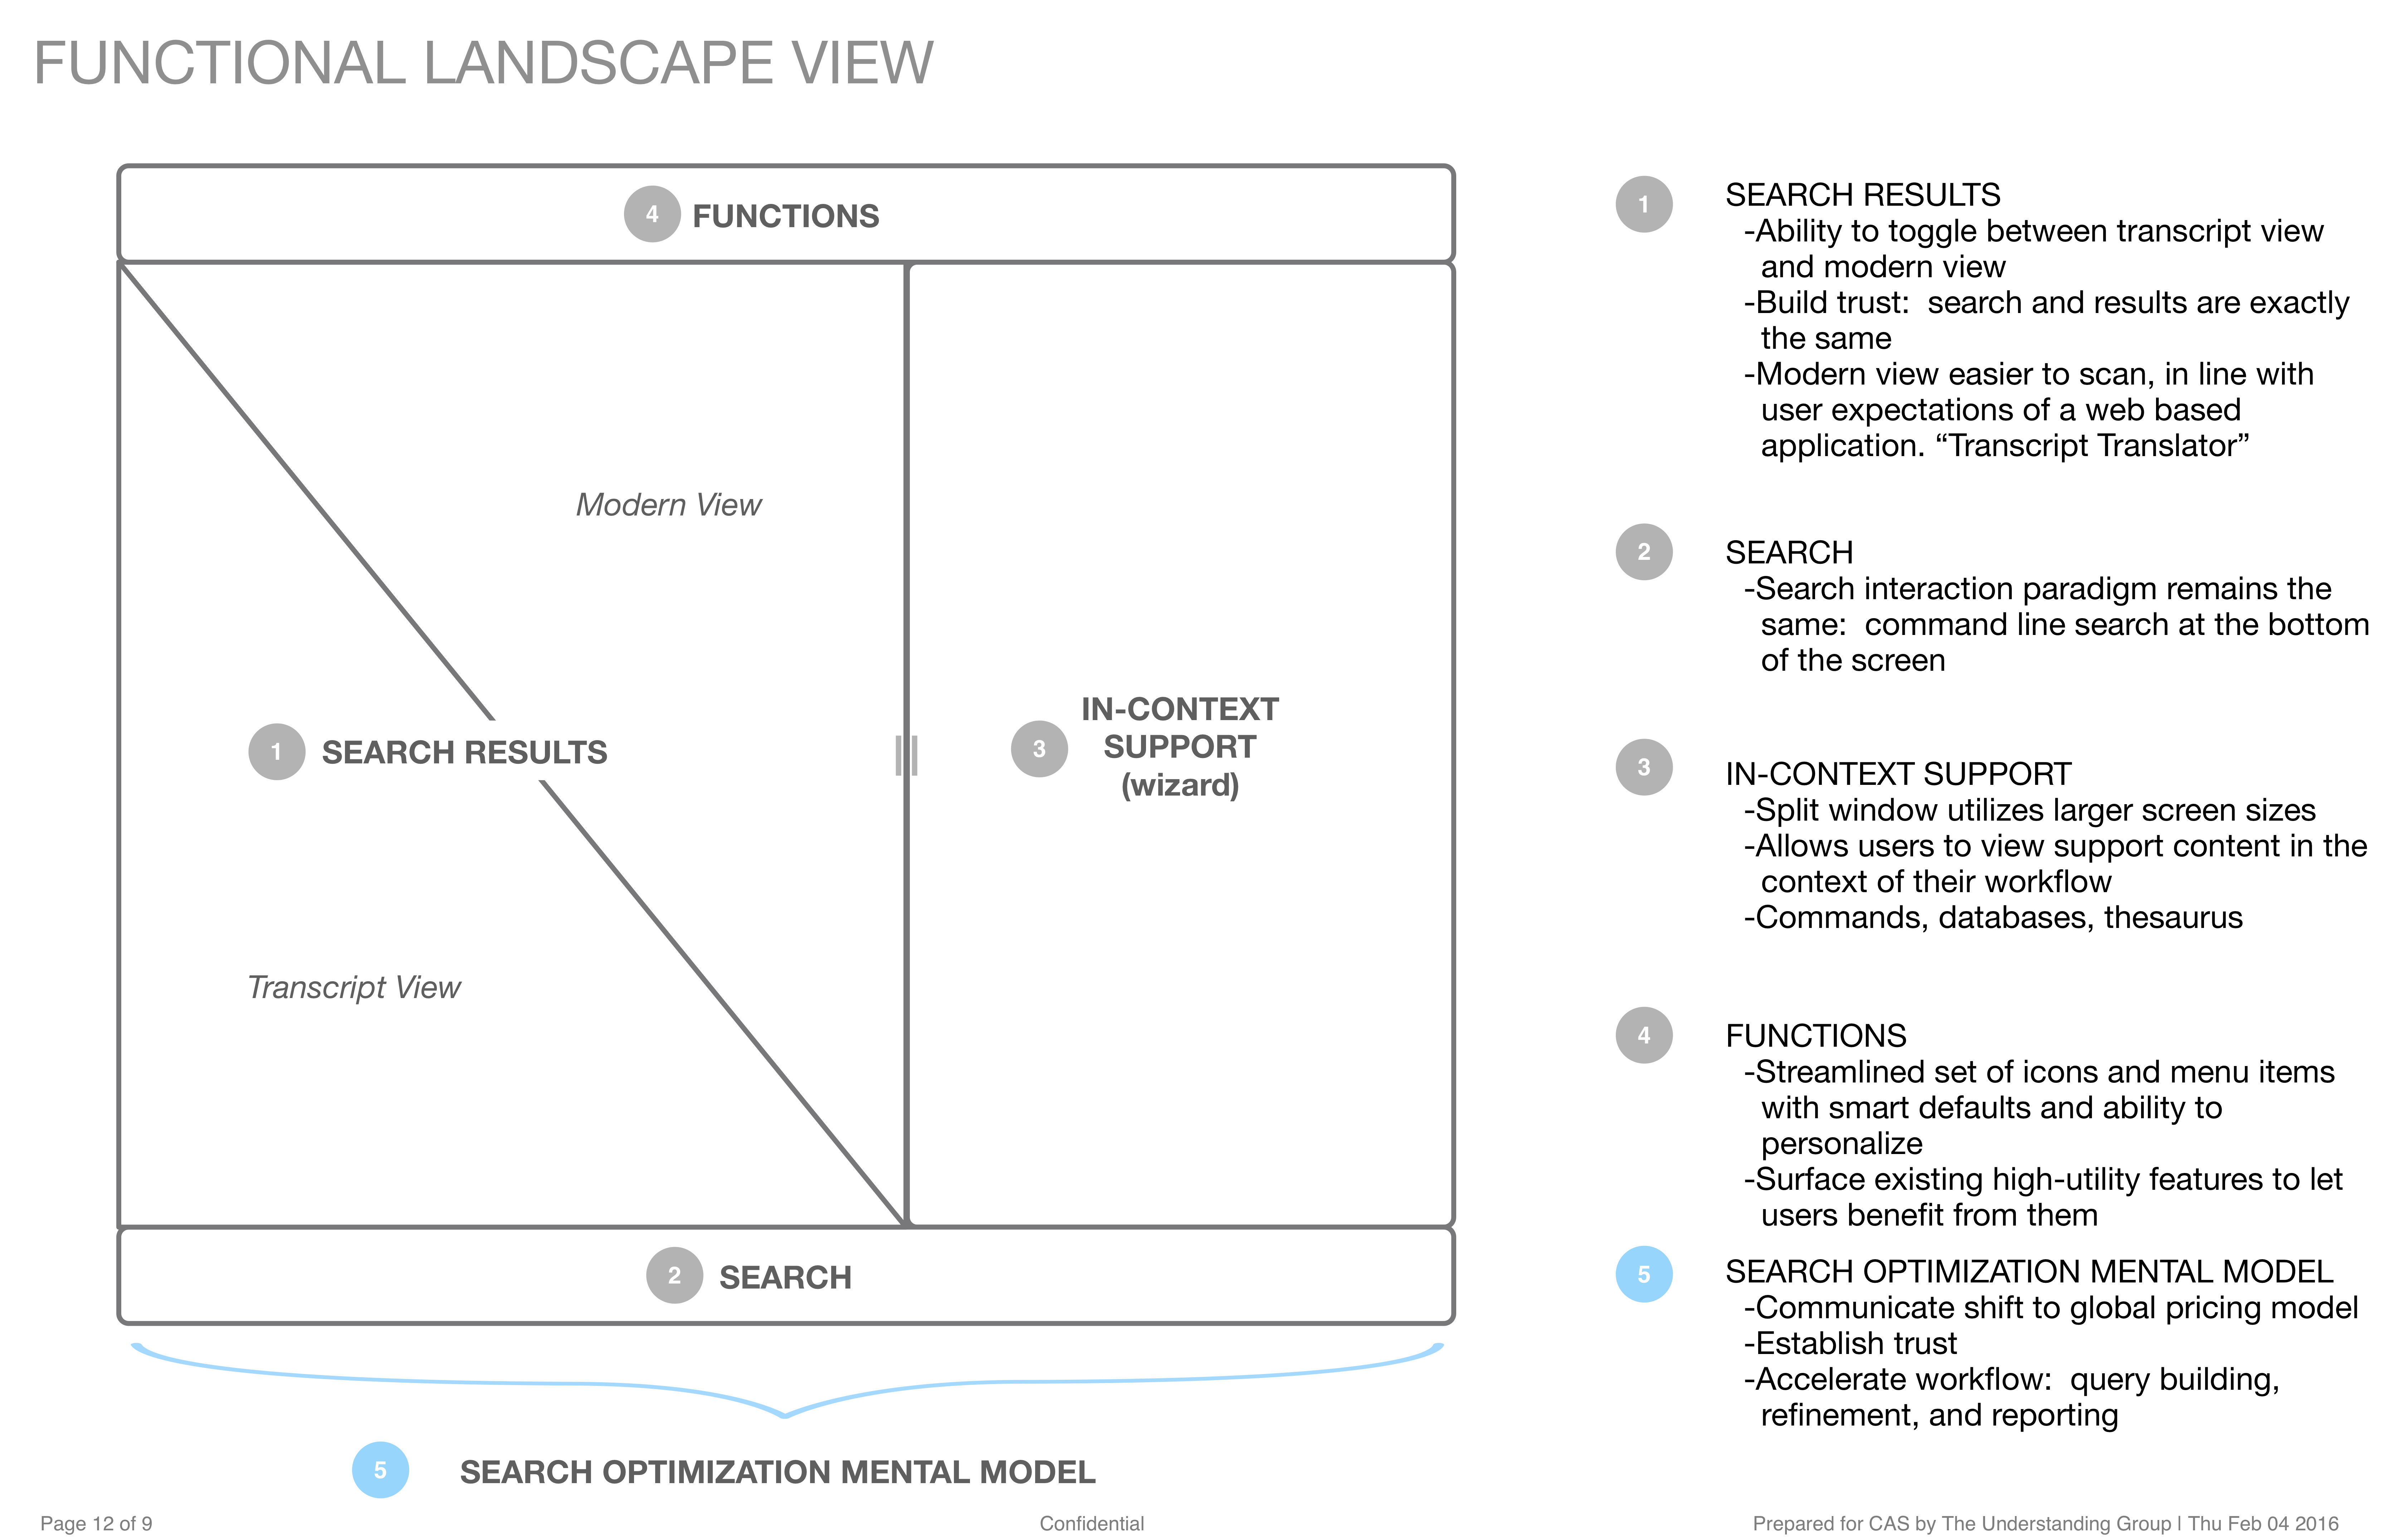 FUNCTIONAL LANDSCAPE VIEW
4 FUNCTIONS
Modern View
1 SEARCH RESULTS
Transcript View
3 IN-CONTEXT
SUPPORT
(wizard)
2 SEARCH
5 SEARCH OPTIMIZATION MENTAL MODEL
1 SEARCH RESULTS
-Ability to toggle between transcript view
and modern view
-Build trust:  search and results are exactly
the same
-Modern view easier to scan, in line with
user expectations of a web based
application. “Transcript Translator”
2 SEARCH
-Search interaction paradigm remains the
same:  command line search at the bottom
of the screen
3 IN-CONTEXT SUPPORT
-Split window utilizes larger screen sizes
-Allows users to view support content in the
context of their workflow
-Commands, databases, thesaurus
4 FUNCTIONS
-Streamlined set of icons and menu items
with smart defaults and ability to
personalize
-Surface existing high-utility features to let
users benefit from them
5 SEARCH OPTIMIZATION MENTAL MODEL
-Communicate shift to global pricing model
-Establish trust
-Accelerate workflow:  query building,
refinement, and reporting
Page 12 of 9
Confidential
Prepared for CAS by The Understanding Group | Thu Feb 04 2016